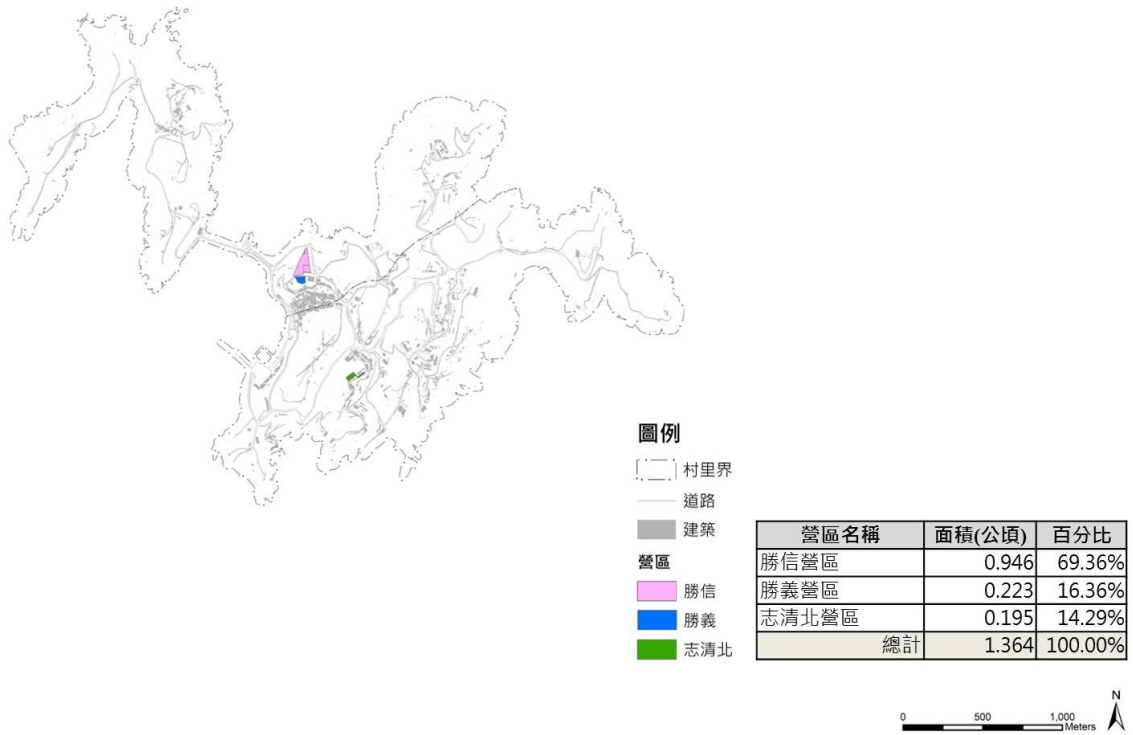 圖例
村里界
道路
建築
營區
勝信
勝義
志清北
營區名稱 面積(公頃) 百分比
勝信營區 0.946 69.36%
勝義營區 0.223 16.36%
志清北營區 0.195 14.29%
總計 1.364 100.00%
N
0 500 1,000
Meters